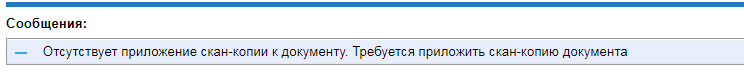 Сообщения:
Отсутствует приложение скан-копии к документу. Требуется приложить скан-копию документа